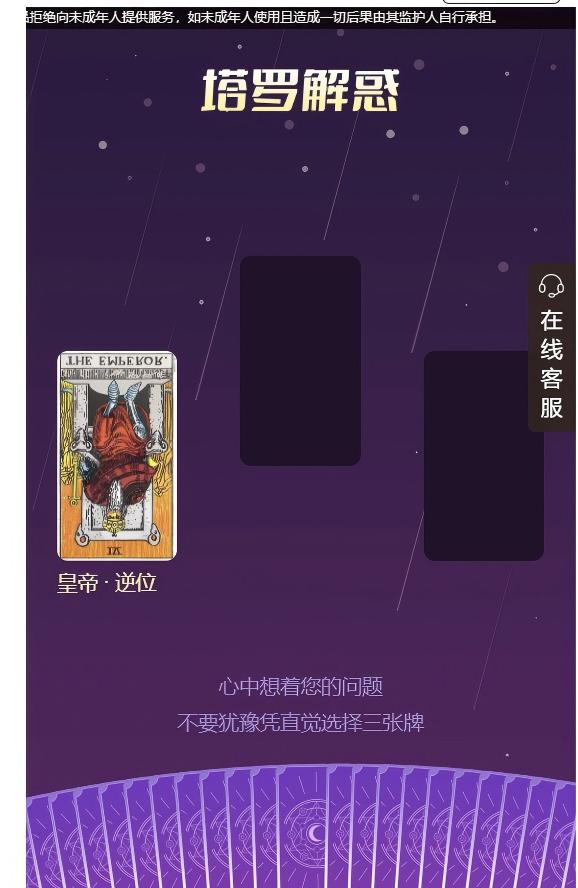 拒绝向未成年人提供服务，如未成年人使用且造成一切后果由其监护人自行承担。
塔罗解惑
在线客服
THE EMPEROR.
IV
皇帝 · 逆位
心中想着您的问题
不要犹豫凭直觉选择三张牌